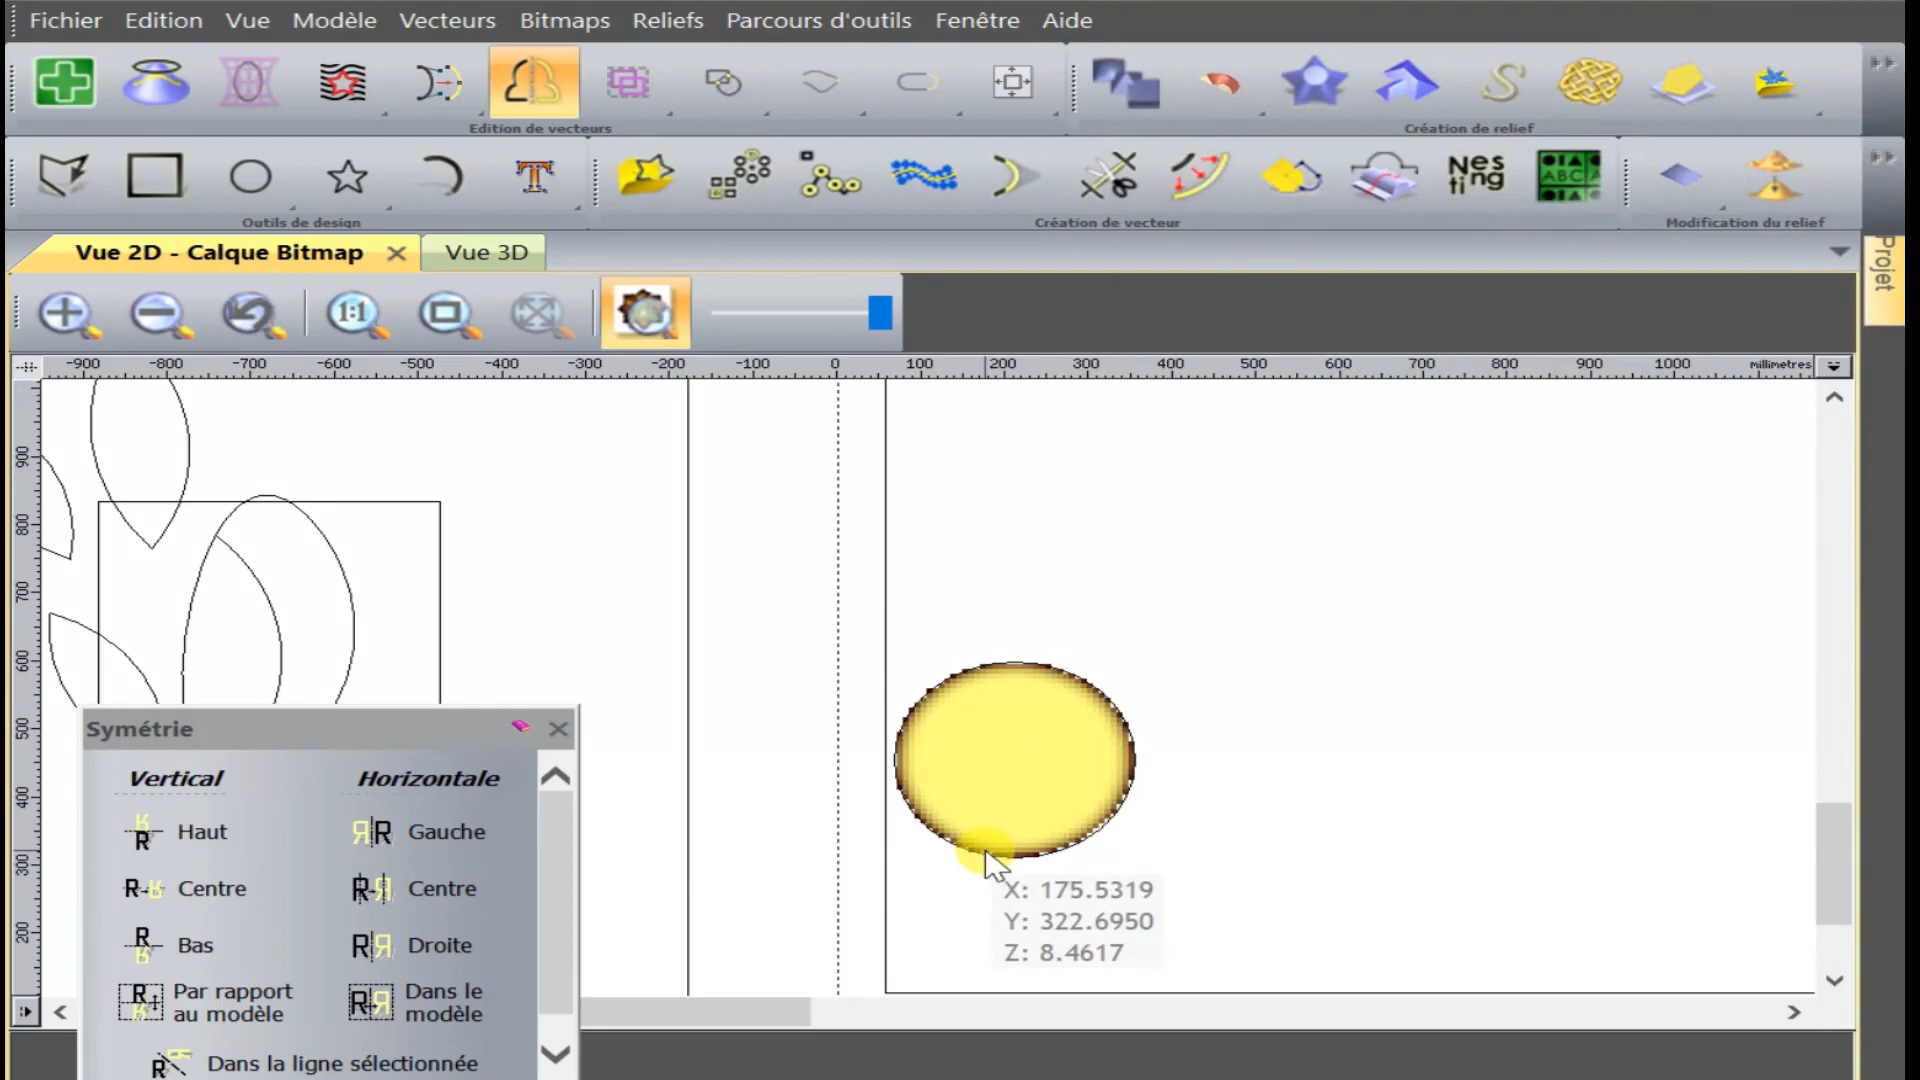 Fichier Edition Vue Modèle Vecteurs Bitmaps Reliefs Parcours d'outils Fenêtre Aide
Edition de vecteurs Création de relief
T Nes ting ABC
Outils de design Création de vecteur Modification du relief
Vue 2D - Calque Bitmap Vue 3D
Projet
1:1
-900 -800 -700 -600 -500 -400 -300 -200 -100 0 100 200 300 400 500 600 700 800 900 1000 millimetres
900
800
700
600
500
400
300
200
Symétrie
Vertical Horizontale
Haut Gauche
Centre Centre
Bas Droite
Par rapport Dans le
au modèle modèle
Dans la ligne sélectionnée
X: 175.5319
Y: 322.6950
Z: 8.4617